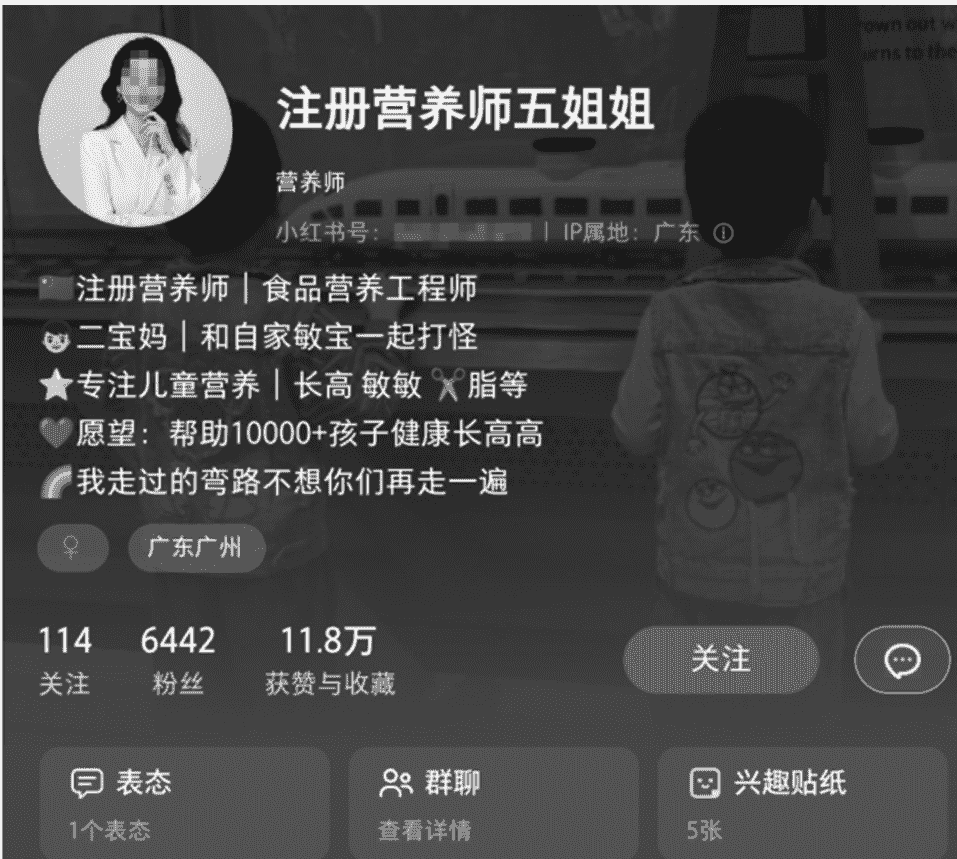 own out w
urns to the
注册营养师五姐姐
营养师
小红书号： | IP属地：广东
注册营养师｜食品营养工程师
二宝妈｜和自家敏宝一起打怪
专注儿童营养｜长高 敏敏 ✂️脂等
愿望：帮助10000+孩子健康长高高
🌈我走过的弯路不想你们再走一遍
♀ 广东广州
114 6442 11.8万
关注 粉丝 获赞与收藏
关注
表态 群聊 兴趣贴纸
1个表态 查看详情 5张